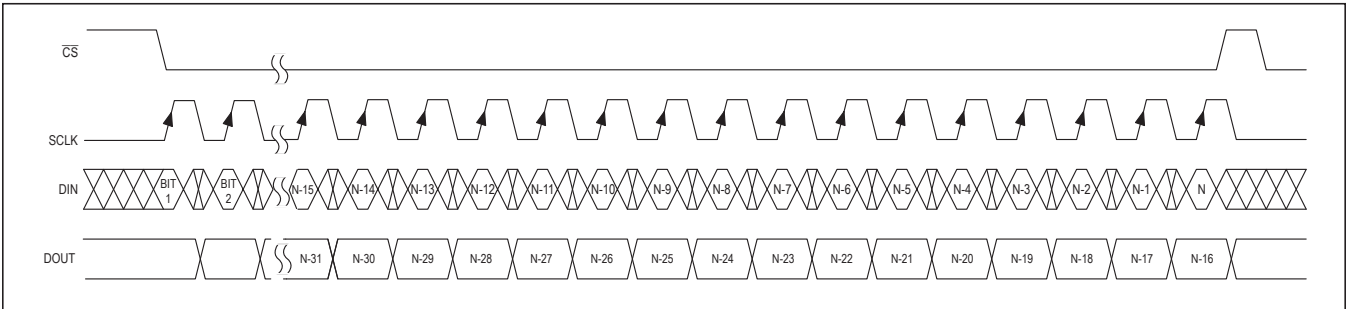 CS
SCLK
DIN BIT 1 BIT 2 N-15 N-14 N-13 N-12 N-11 N-10 N-9 N-8 N-7 N-6 N-5 N-4 N-3 N-2 N-1 N
DOUT N-31 N-30 N-29 N-28 N-27 N-26 N-25 N-24 N-23 N-22 N-21 N-20 N-19 N-18 N-17 N-16